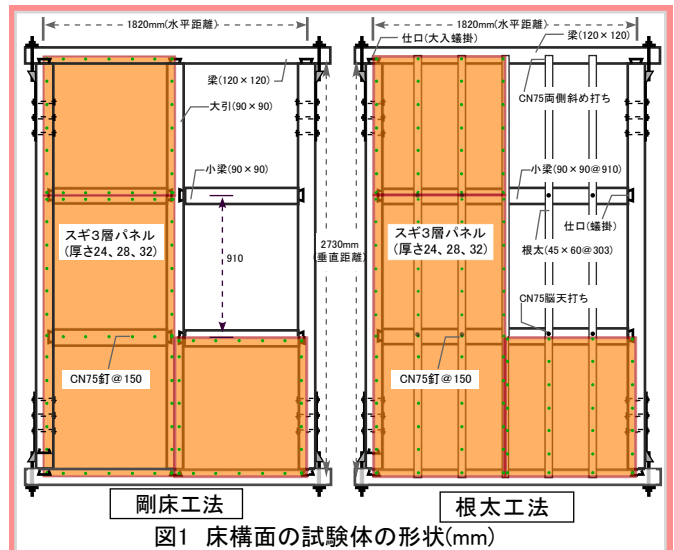 1820mm(水平距離)
梁(120×120)
大引(90×90)
小梁(90×90)
スギ3層パネル
(厚さ24、28、32)
910
2730mm
(垂直距離)
CN75釘@150
剛床工法
1820mm(水平距離)
仕口(大入蟻掛)
梁(120×120)
CN75両側斜め打ち
小梁(90×90@910)
スギ3層パネル
(厚さ24、28、32)
仕口(蟻掛)
根太(45×60@303)
CN75脳天打ち
CN75釘@150
根太工法
図1 床構面の試験体の形状(mm)